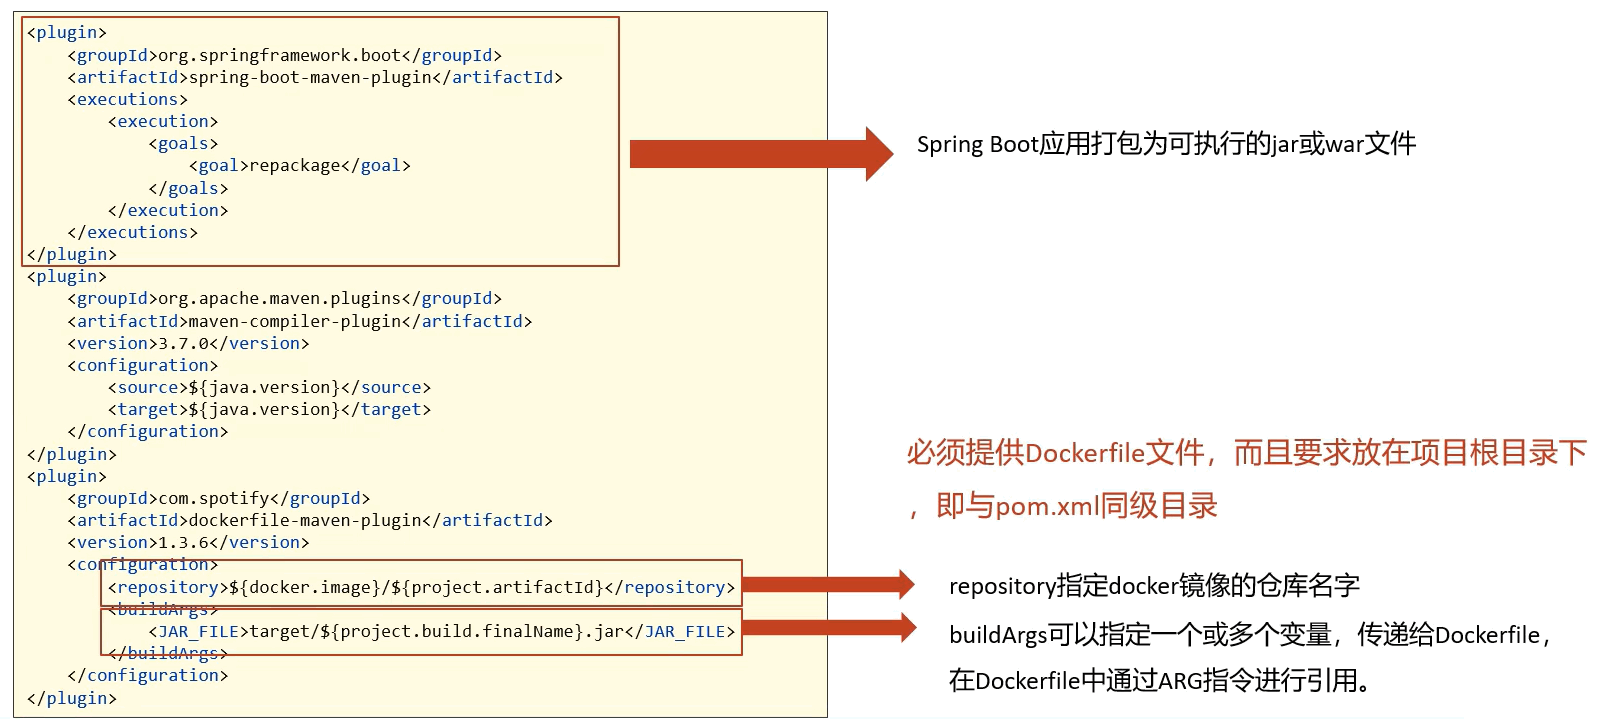 <plugin>
    <groupId>org.springframework.boot</groupId>
    <artifactId>spring-boot-maven-plugin</artifactId>
    <executions>
        <execution>
            <goals>
                <goal>repackage</goal>
            </goals>
        </execution>
    </executions>
</plugin>
<plugin>
    <groupId>org.apache.maven.plugins</groupId>
    <artifactId>maven-compiler-plugin</artifactId>
    <version>3.7.0</version>
    <configuration>
        <source>${java.version}</source>
        <target>${java.version}</target>
    </configuration>
</plugin>
<plugin>
    <groupId>com.spotify</groupId>
    <artifactId>dockerfile-maven-plugin</artifactId>
    <version>1.3.6</version>
    <configuration>
        <repository>${docker.image}/${project.artifactId}</repository>
        <buildArgs>
            <JAR_FILE>target/${project.build.finalName}.jar</JAR_FILE>
        </buildArgs>
    </configuration>
</plugin>
Spring Boot应用打包为可执行的jar或war文件
必须提供Dockerfile文件，而且要求放在项目根目录下
，即与pom.xml同级目录
repository指定docker镜像的仓库名字
buildArgs可以指定一个或多个变量，传递给Dockerfile，
在Dockerfile中通过ARG指令进行引用。